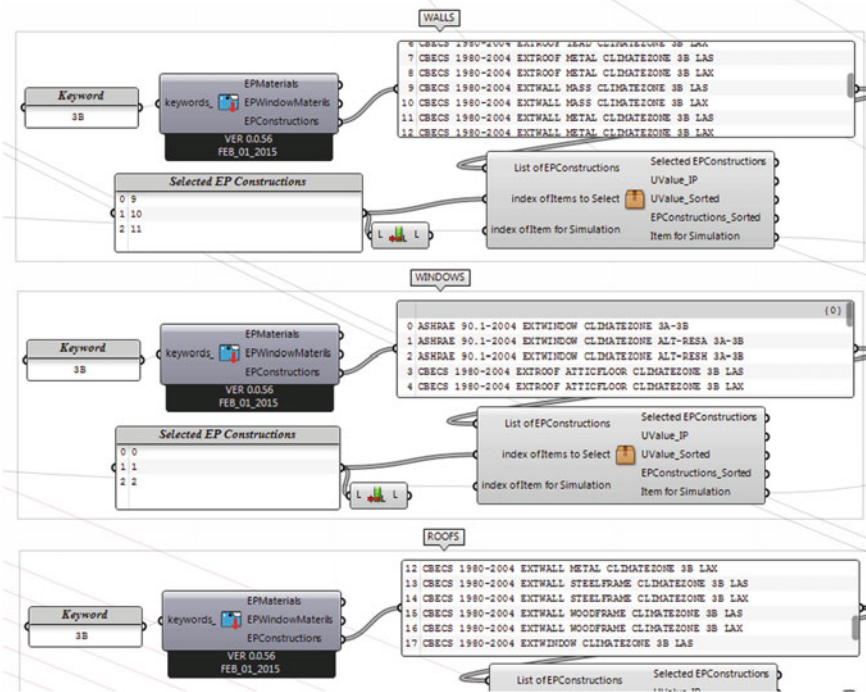 WALLS
Keyword
3B
keywords_
EPMaterials
EPWindowMaterils
EPConstructions
VER 0.0.56
FEB_01_2015
6 CBECS 1980-2004 EXTROOF IEAD CLIMATEZONE 3B LAX
7 CBECS 1980-2004 EXTROOF METAL CLIMATEZONE 3B LAS
8 CBECS 1980-2004 EXTROOF METAL CLIMATEZONE 3B LAX
9 CBECS 1980-2004 EXTWALL MASS CLIMATEZONE 3B LAS
10 CBECS 1980-2004 EXTWALL MASS CLIMATEZONE 3B LAX
11 CBECS 1980-2004 EXTWALL METAL CLIMATEZONE 3B LAS
12 CBECS 1980-2004 EXTWALL METAL CLIMATEZONE 3B LAX
Selected EP Constructions
0 9
1 10
2 11
L L
List of EPConstructions
index ofItems to Select
index ofItem for Simulation
Selected EPConstructions
UValue_IP
UValue_Sorted
EPConstructions_Sorted
Item for Simulation
WINDOWS
Keyword
3B
keywords_
EPMaterials
EPWindowMaterils
EPConstructions
VER 0.0.56
FEB_01_2015
{0}
0 ASHRAE 90.1-2004 EXTWINDOW CLIMATEZONE 3A-3B
1 ASHRAE 90.1-2004 EXTWINDOW CLIMATEZONE ALT-RESA 3A-3B
2 ASHRAE 90.1-2004 EXTWINDOW CLIMATEZONE ALT-RESH 3A-3B
3 CBECS 1980-2004 EXTROOF ATTICFLOOR CLIMATEZONE 3B LAS
4 CBECS 1980-2004 EXTROOF ATTICFLOOR CLIMATEZONE 3B LAX
Selected EP Constructions
0 0
1 1
2 2
L L
List of EPConstructions
index ofItems to Select
index ofItem for Simulation
Selected EPConstructions
UValue_IP
UValue_Sorted
EPConstructions_Sorted
Item for Simulation
ROOFS
Keyword
3B
keywords_
EPMaterials
EPWindowMaterils
EPConstructions
VER 0.0.56
FEB_01_2015
12 CBECS 1980-2004 EXTWALL METAL CLIMATEZONE 3B LAX
13 CBECS 1980-2004 EXTWALL STEELFRAME CLIMATEZONE 3B LAS
14 CBECS 1980-2004 EXTWALL STEELFRAME CLIMATEZONE 3B LAX
15 CBECS 1980-2004 EXTWALL WOODFRAME CLIMATEZONE 3B LAS
16 CBECS 1980-2004 EXTWALL WOODFRAME CLIMATEZONE 3B LAX
17 CBECS 1980-2004 EXTWINDOW CLIMATEZONE 3B LAS
List of EPConstructions
Selected EPConstructions